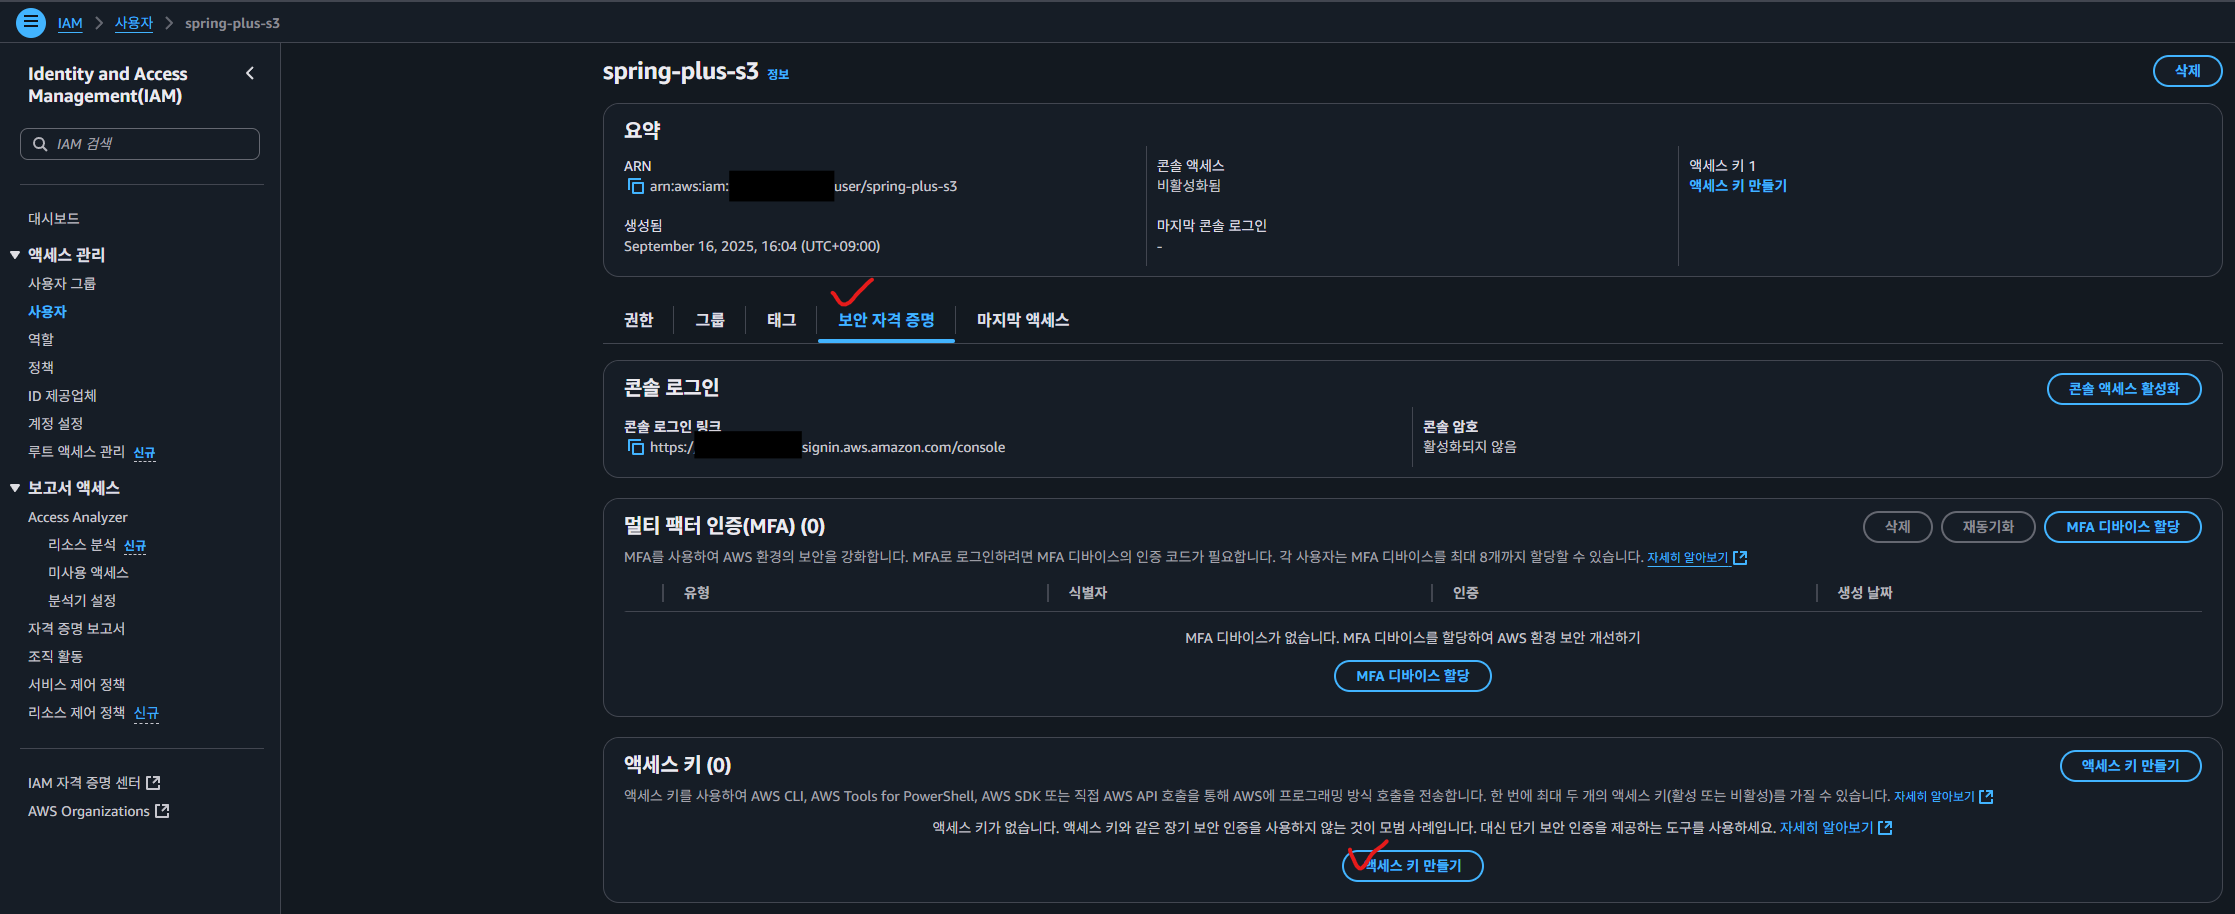 IAM > 사용자 > spring-plus-s3
Identity and Access
Management(IAM)
IAM 검색
대시보드
액세스 관리
사용자 그룹
사용자
역할
정책
ID 제공업체
계정 설정
루트 액세스 관리 신규
보고서 액세스
Access Analyzer
리소스 분석 신규
미사용 액세스
분석기 설정
자격 증명 보고서
조직 활동
서비스 제어 정책
리소스 제어 정책 신규
IAM 자격 증명 센터
AWS Organizations
spring-plus-s3 정보
삭제
요약
ARN
arn:aws:iam: user/spring-plus-s3
생성됨
September 16, 2025, 16:04 (UTC+09:00)
콘솔 액세스
비활성화됨
마지막 콘솔 로그인
-
액세스 키 1
액세스 키 만들기
권한 그룹 태그 보안 자격 증명 마지막 액세스
콘솔 로그인
콘솔 액세스 활성화
콘솔 로그인 링크
https:/ signin.aws.amazon.com/console
콘솔 암호
활성화되지 않음
멀티 팩터 인증(MFA) (0)
삭제 재동기화 MFA 디바이스 할당
MFA를 사용하여 AWS 환경의 보안을 강화합니다. MFA로 로그인하려면 MFA 디바이스의 인증 코드가 필요합니다. 각 사용자는 MFA 디바이스를 최대 8개까지 할당할 수 있습니다. 자세히 알아보기
유형 식별자 인증 생성 날짜
MFA 디바이스가 없습니다. MFA 디바이스를 할당하여 AWS 환경 보안 개선하기
MFA 디바이스 할당
액세스 키 (0)
액세스 키 만들기
액세스 키를 사용하여 AWS CLI, AWS Tools for PowerShell, AWS SDK 또는 직접 AWS API 호출을 통해 AWS에 프로그래밍 방식 호출을 전송합니다. 한 번에 최대 두 개의 액세스 키(활성 또는 비활성)를 가질 수 있습니다. 자세히 알아보기
액세스 키가 없습니다. 액세스 키와 같은 장기 보안 인증을 사용하지 않는 것이 모범 사례입니다. 대신 단기 보안 인증을 제공하는 도구를 사용하세요. 자세히 알아보기
액세스 키 만들기